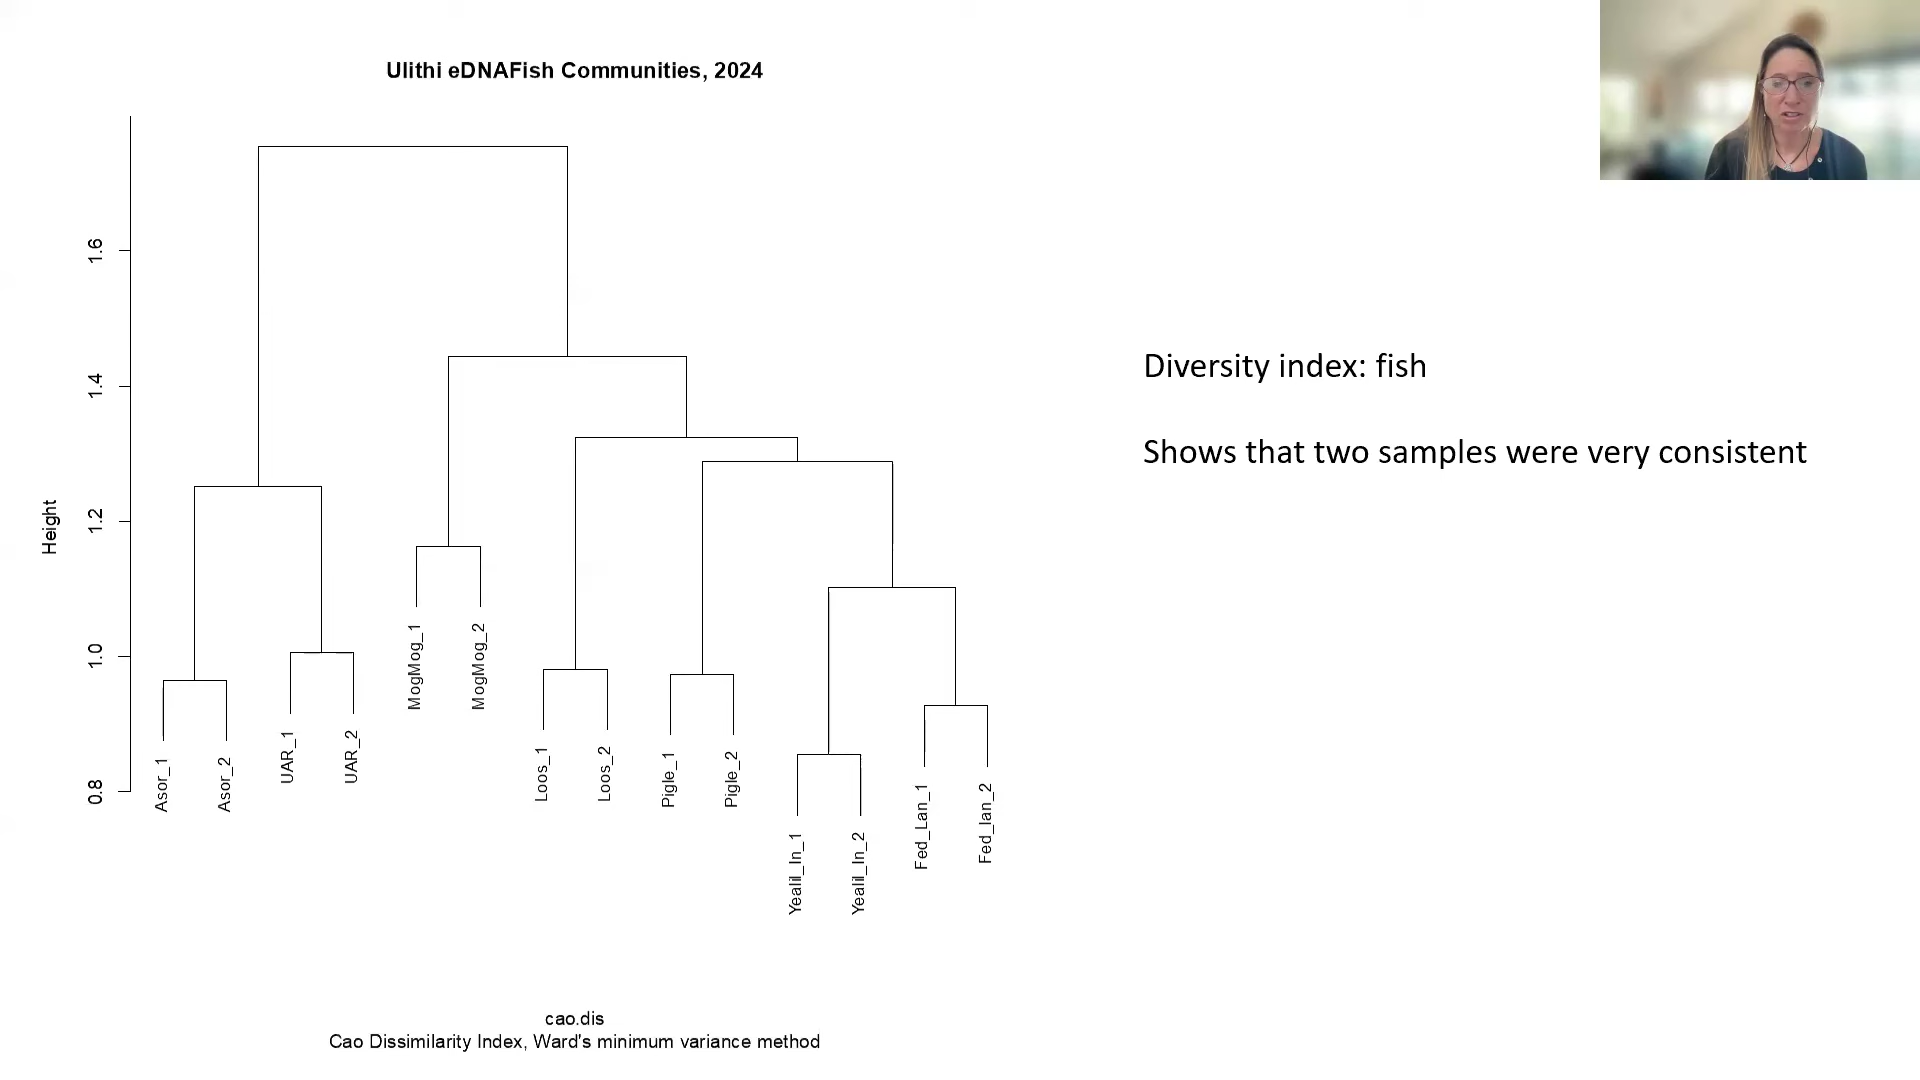 Ulithi eDNAFish Communities, 2024
Height
1.6
1.4
1.2
1.0
0.8
Asor_1
Asor_2
UAR_1
UAR_2
MogMog_1
MogMog_2
Loos_1
Loos_2
Pigle_1
Pigle_2
Yealil_In_1
Yealil_In_2
Fed_Lan_1
Fed_lan_2
cao.dis
Cao Dissimilarity Index, Ward's minimum variance method
Diversity index: fish
Shows that two samples were very consistent